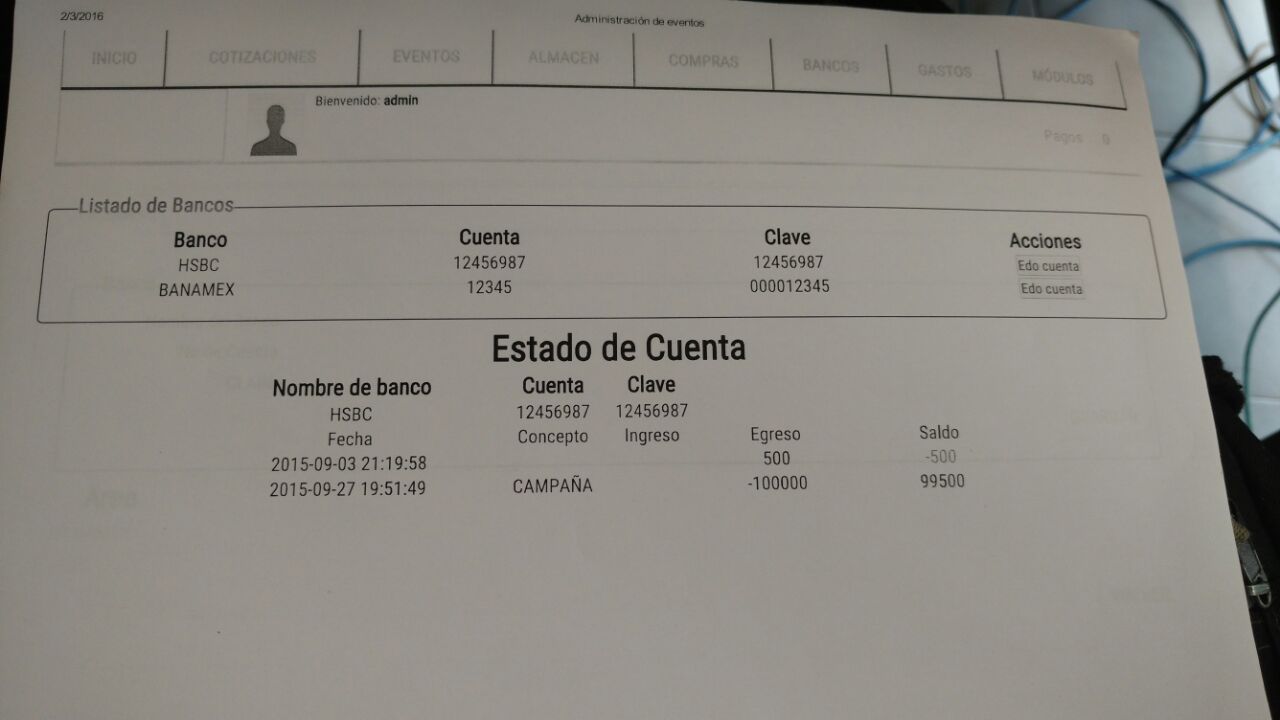 2/3/2016 Administración de eventos
INICIO COTIZACIONES EVENTOS ALMACEN COMPRAS BANCOS GASTOS MÓDULOS
Bienvenido: admin
Pagos 0
Listado de Bancos
Banco Cuenta Clave Acciones
HSBC 12456987 12456987 Edo cuenta
BANAMEX 12345 000012345 Edo cuenta
Estado de Cuenta
Nombre de banco Cuenta Clave
HSBC 12456987 12456987
Fecha Concepto Ingreso Egreso Saldo
2015-09-03 21:19:58 500 -500
2015-09-27 19:51:49 CAMPAÑA -100000 99500